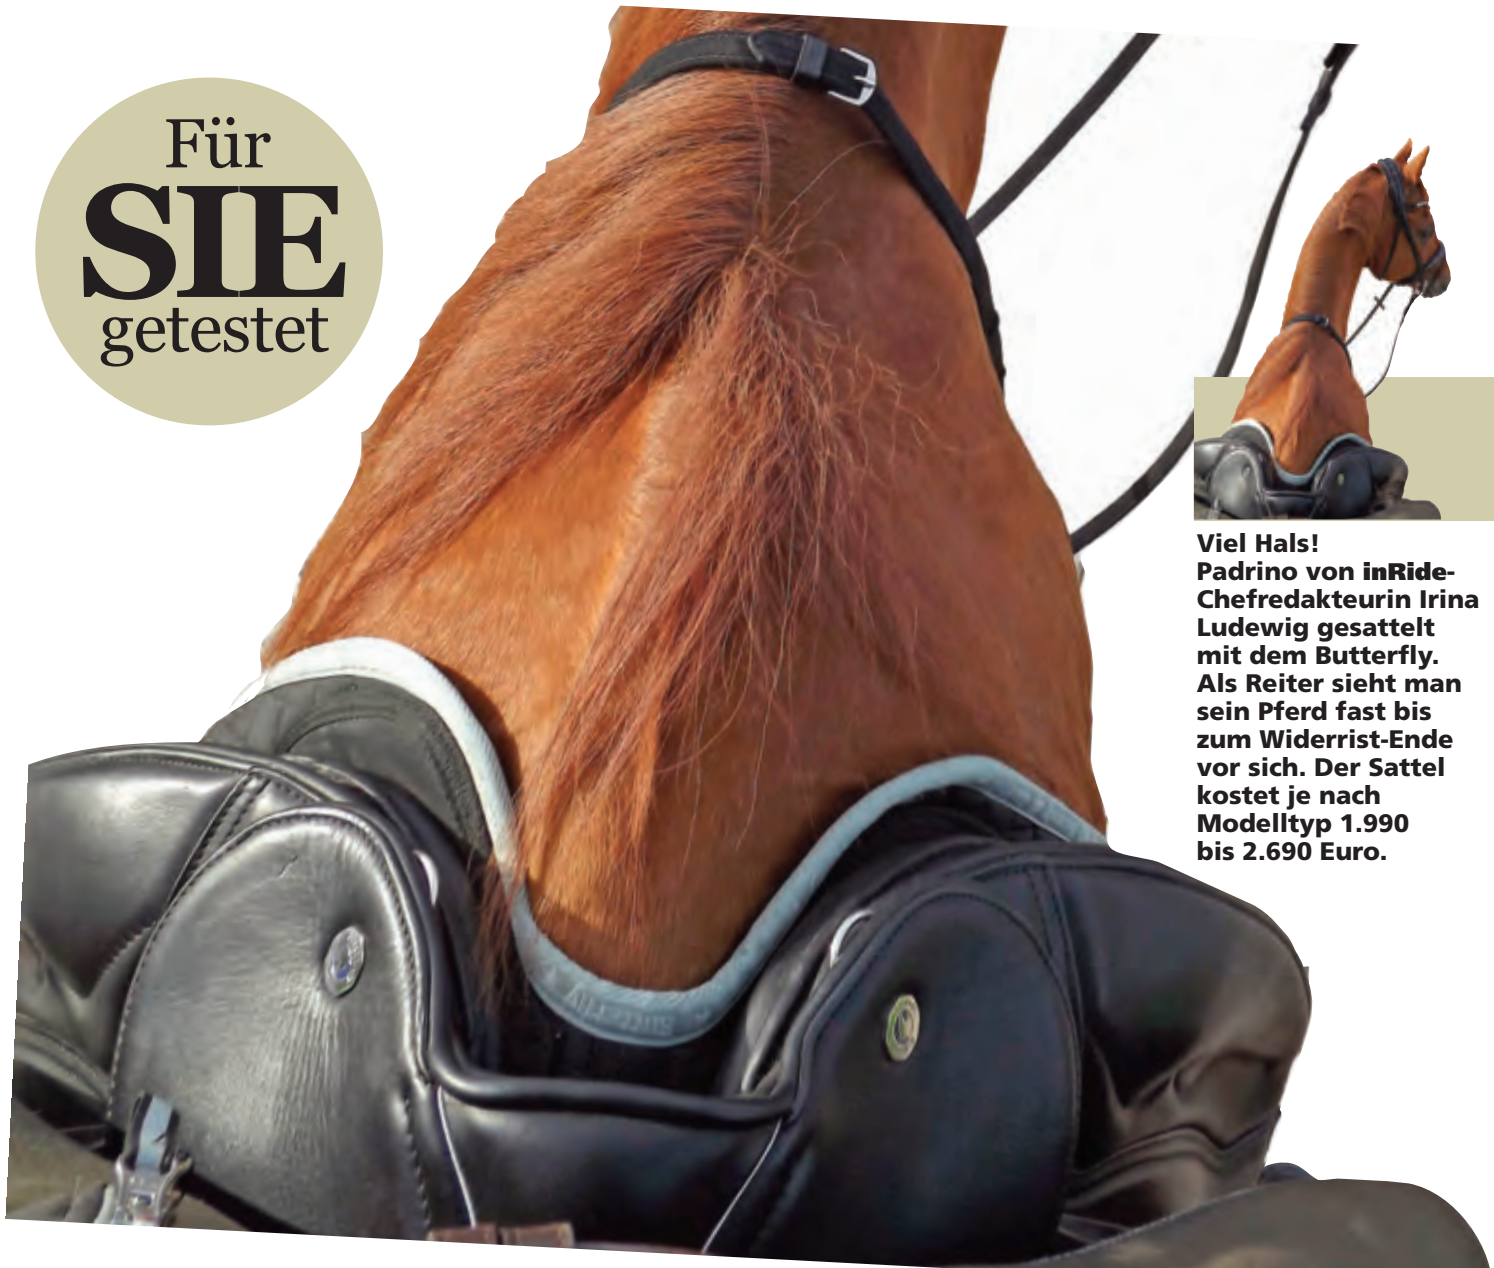 Für
SIE
getestet
Viel Hals!
Padrino von inRide-
Chefredakteurin Irina
Ludewig gesattelt
mit dem Butterfly.
Als Reiter sieht man
sein Pferd fast bis
zum Widerrist-Ende
vor sich. Der Sattel
kostet je nach
Modelltyp 1.990
bis 2.690 Euro.
Butterfly